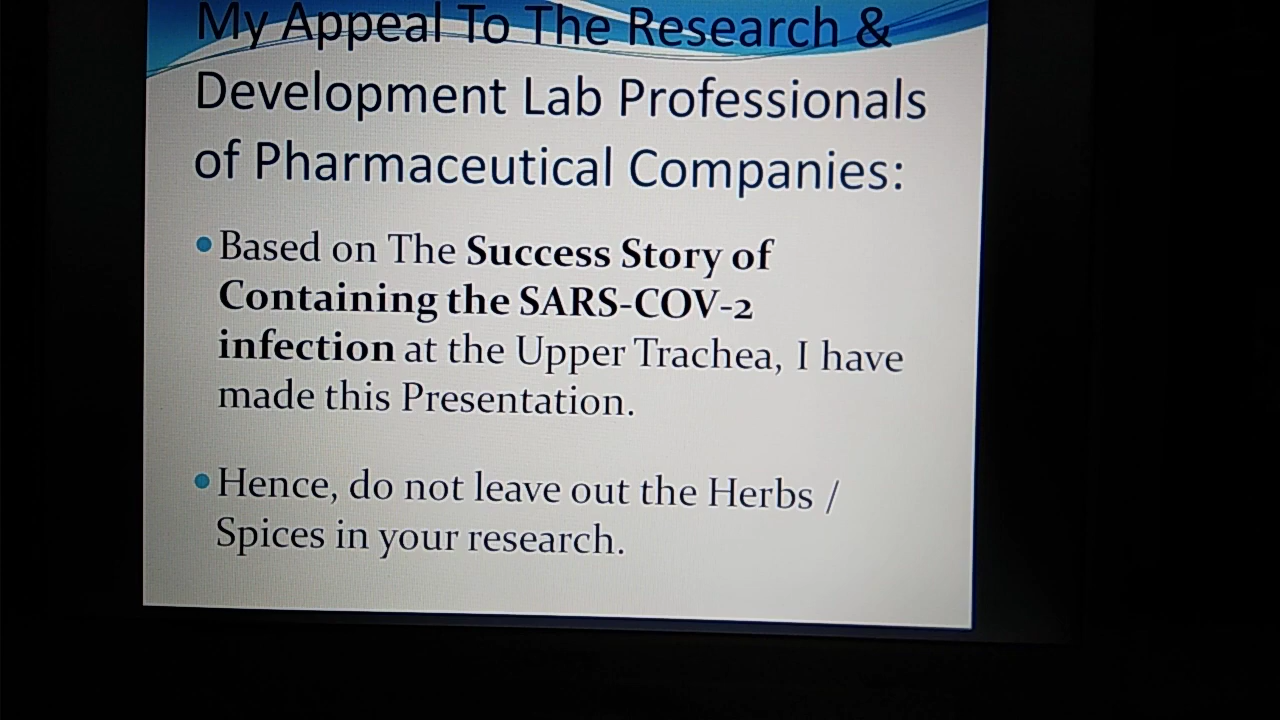 My Appeal To The Research &
Development Lab Professionals
of Pharmaceutical Companies:
•Based on The Success Story of
Containing the SARS-COV-2
infection at the Upper Trachea, I have
made this Presentation.
•Hence, do not leave out the Herbs /
Spices in your research.